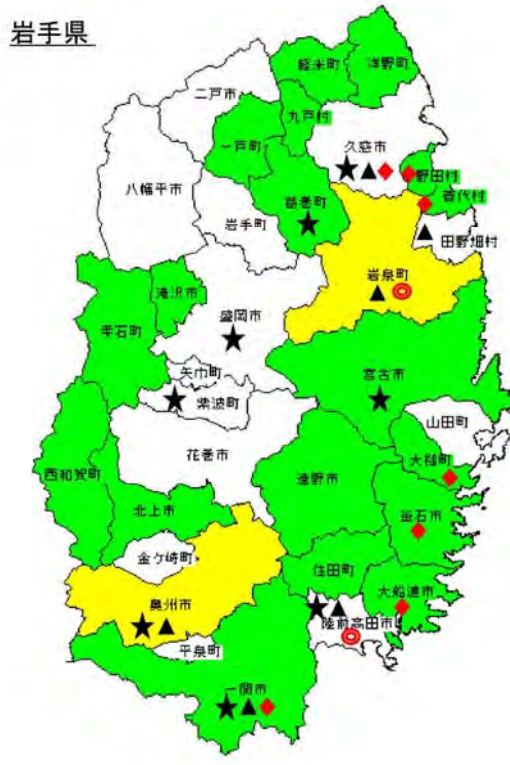 岩手県
軽米町
洋野町
二戸市
九戸村
一戸町
久慈市
野田村
葛巻町
普代村
八幡平市
岩手町
田野畑村
岩泉町
滝沢市
雫石町
盛岡市
矢巾町
宮古市
紫波町
山田町
花巻市
大槌町
西和賀町
遠野市
北上市
釜石市
金ケ崎町
住田町
大船渡市
奥州市
陸前高田市
平泉町
一関市